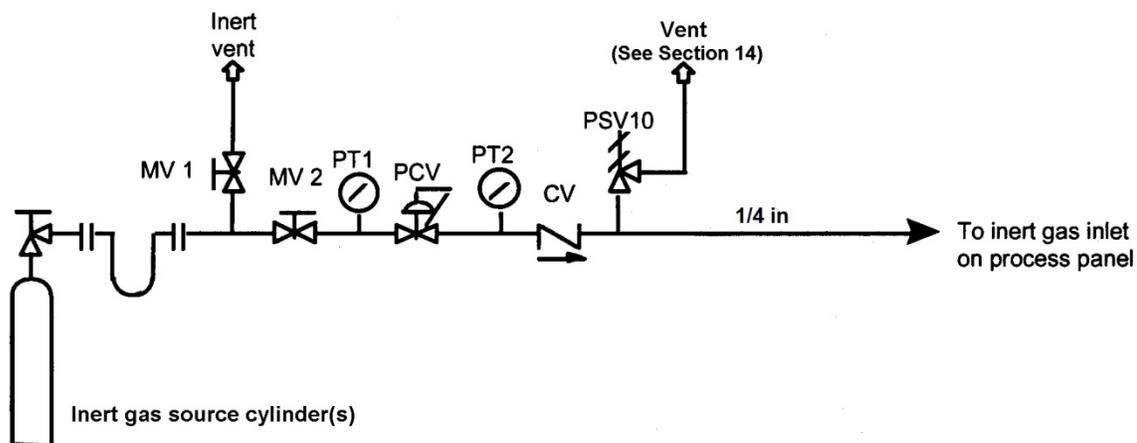 Inert
vent
Vent
(See Section 14)
PSV10
MV 1
MV 2
PT1
PCV
PT2
CV
1/4 in
To inert gas inlet
on process panel
Inert gas source cylinder(s)